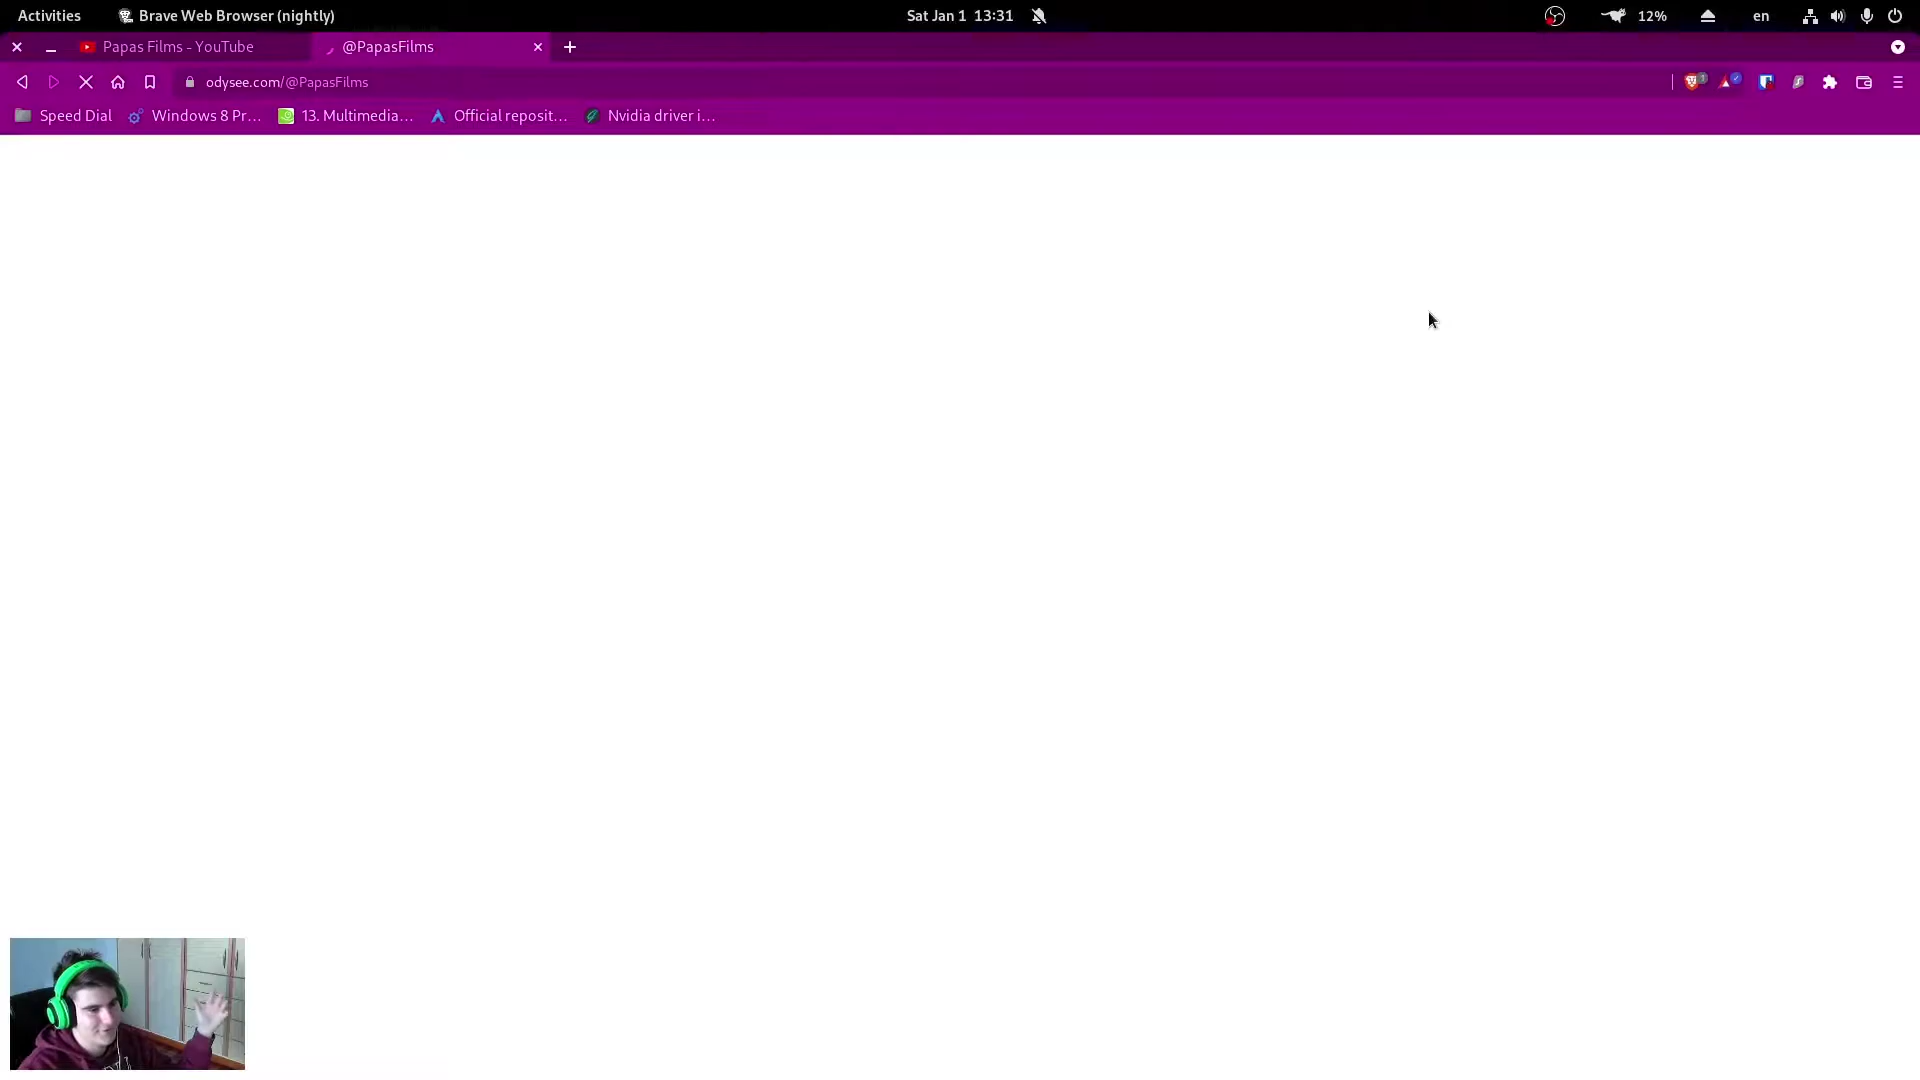 Activities Brave Web Browser (nightly) Sat Jan 1 13:31 12% en
Papas Films - YouTube @PapasFilms
odysee.com/@PapasFilms 1
Speed Dial Windows 8 Pr... 13. Multimedia... Official reposit... Nvidia driver i...